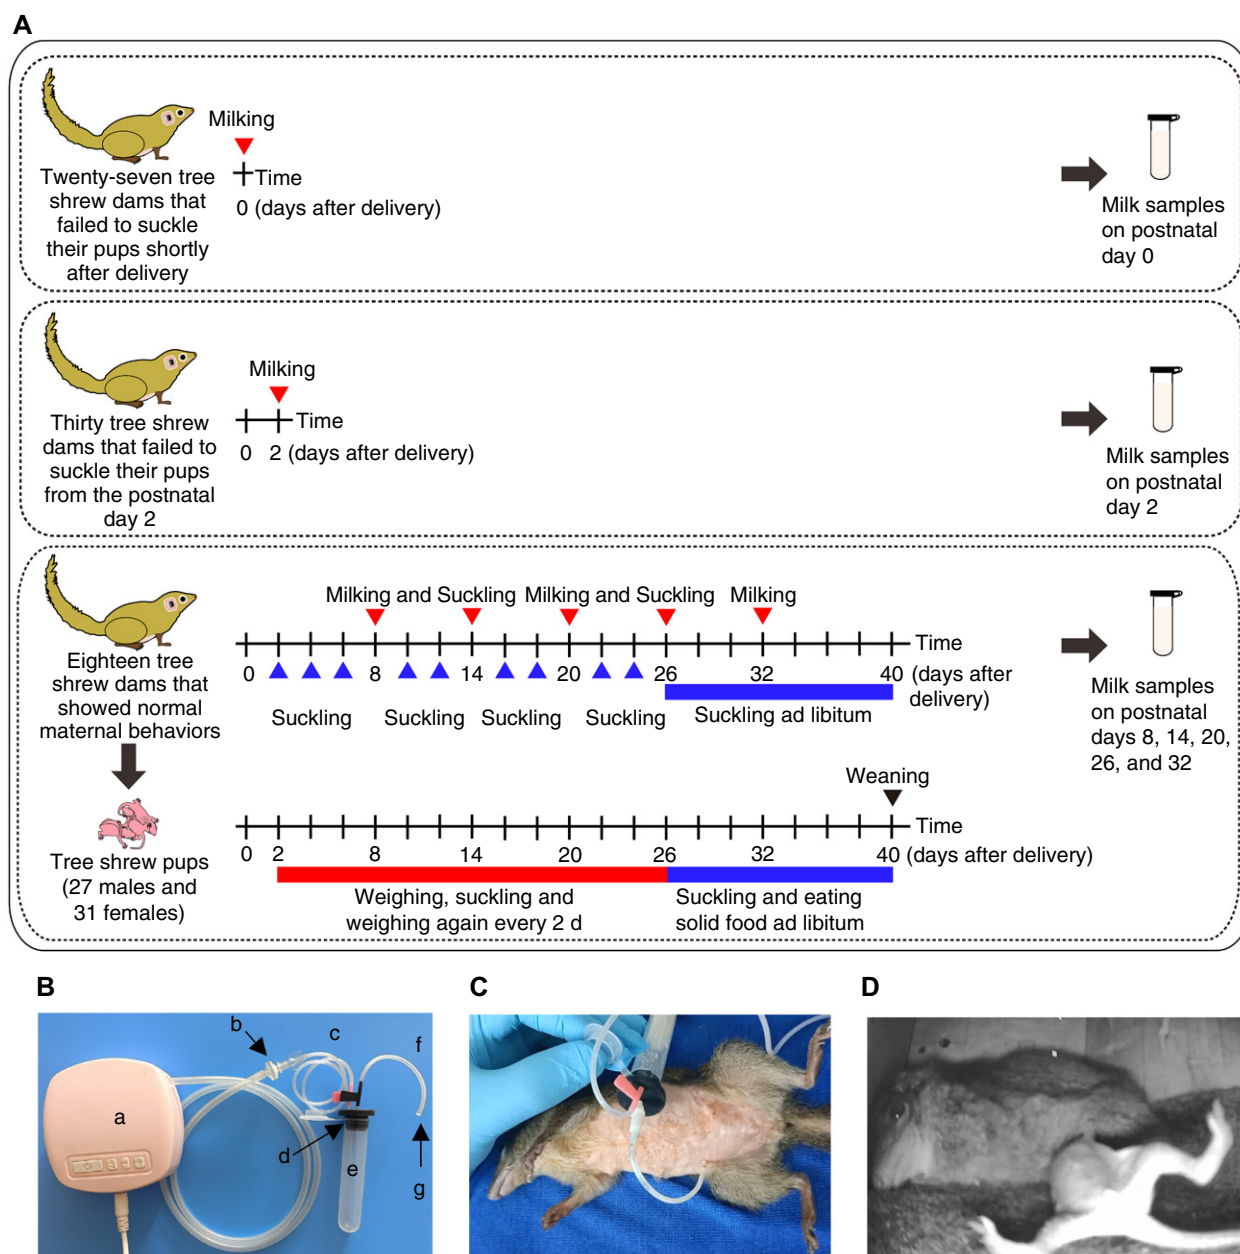 A
Milking
Time
0 (days after delivery)
Twenty-seven tree
shrew dams that
failed to suckle
their pups shortly
after delivery
Milk samples
on postnatal
day 0
Milking
Time
0 2 (days after delivery)
Thirty tree shrew
dams that failed to
suckle their pups
from the postnatal
day 2
Milk samples
on postnatal
day 2
Milking and Suckling Milking and Suckling Milking
Time
0 8 14 20 26 32 40 (days after
delivery)
Suckling Suckling Suckling Suckling Suckling ad libitum
Eighteen tree
shrew dams that
showed normal
maternal behaviors
Milk samples
on postnatal
days 8, 14, 20,
26, and 32
Weaning
Time
0 2 8 14 20 26 32 40 (days after delivery)
Tree shrew pups
(27 males and
31 females)
Weighing, suckling and
weighing again every 2 d
Suckling and eating
solid food ad libitum
B
a
b
c
d
e
f
g
C
D